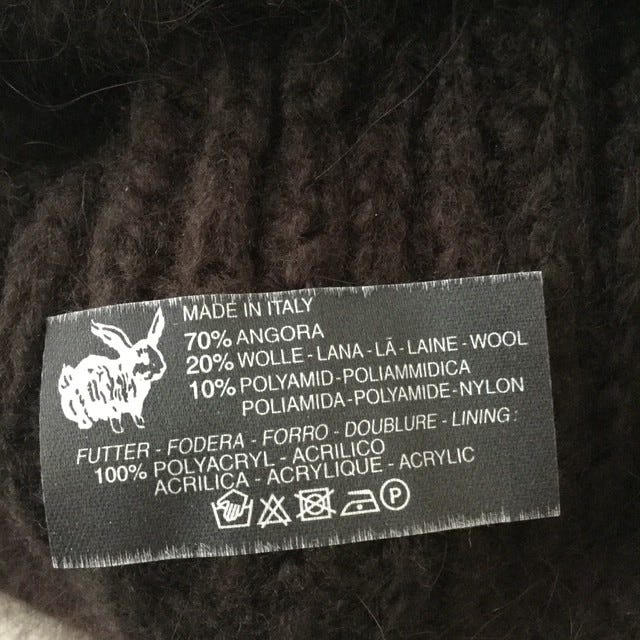 MADE IN ITALY
70% ANGORA
20% WOLLE - LANA - LÃ - LAINE - WOOL
10% POLYAMID - POLIAMMIDICA
POLIAMIDA - POLYAMIDE - NYLON
FUTTER - FODERA - FORRO - DOUBLURE - LINING :
100% POLYACRYL - ACRILICO
ACRILICA - ACRYLIQUE - ACRYLIC
P